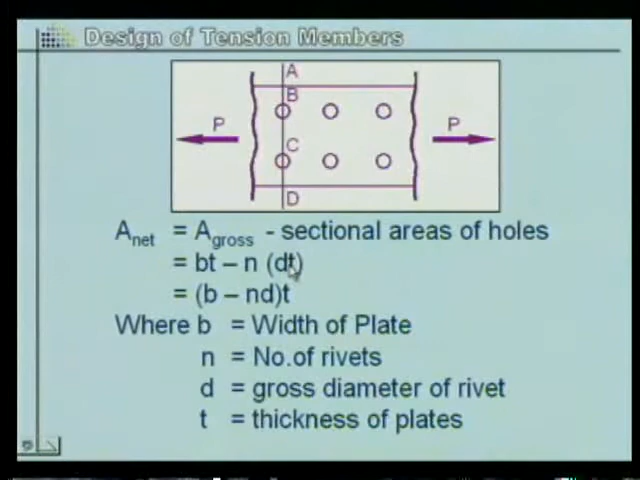 Design of Tension Members
A
B
P
P
C
D
Anet = Agross - sectional areas of holes
= bt – n (dt)
= (b – nd)t
Where b = Width of Plate
n = No.of rivets
d = gross diameter of rivet
t = thickness of plates